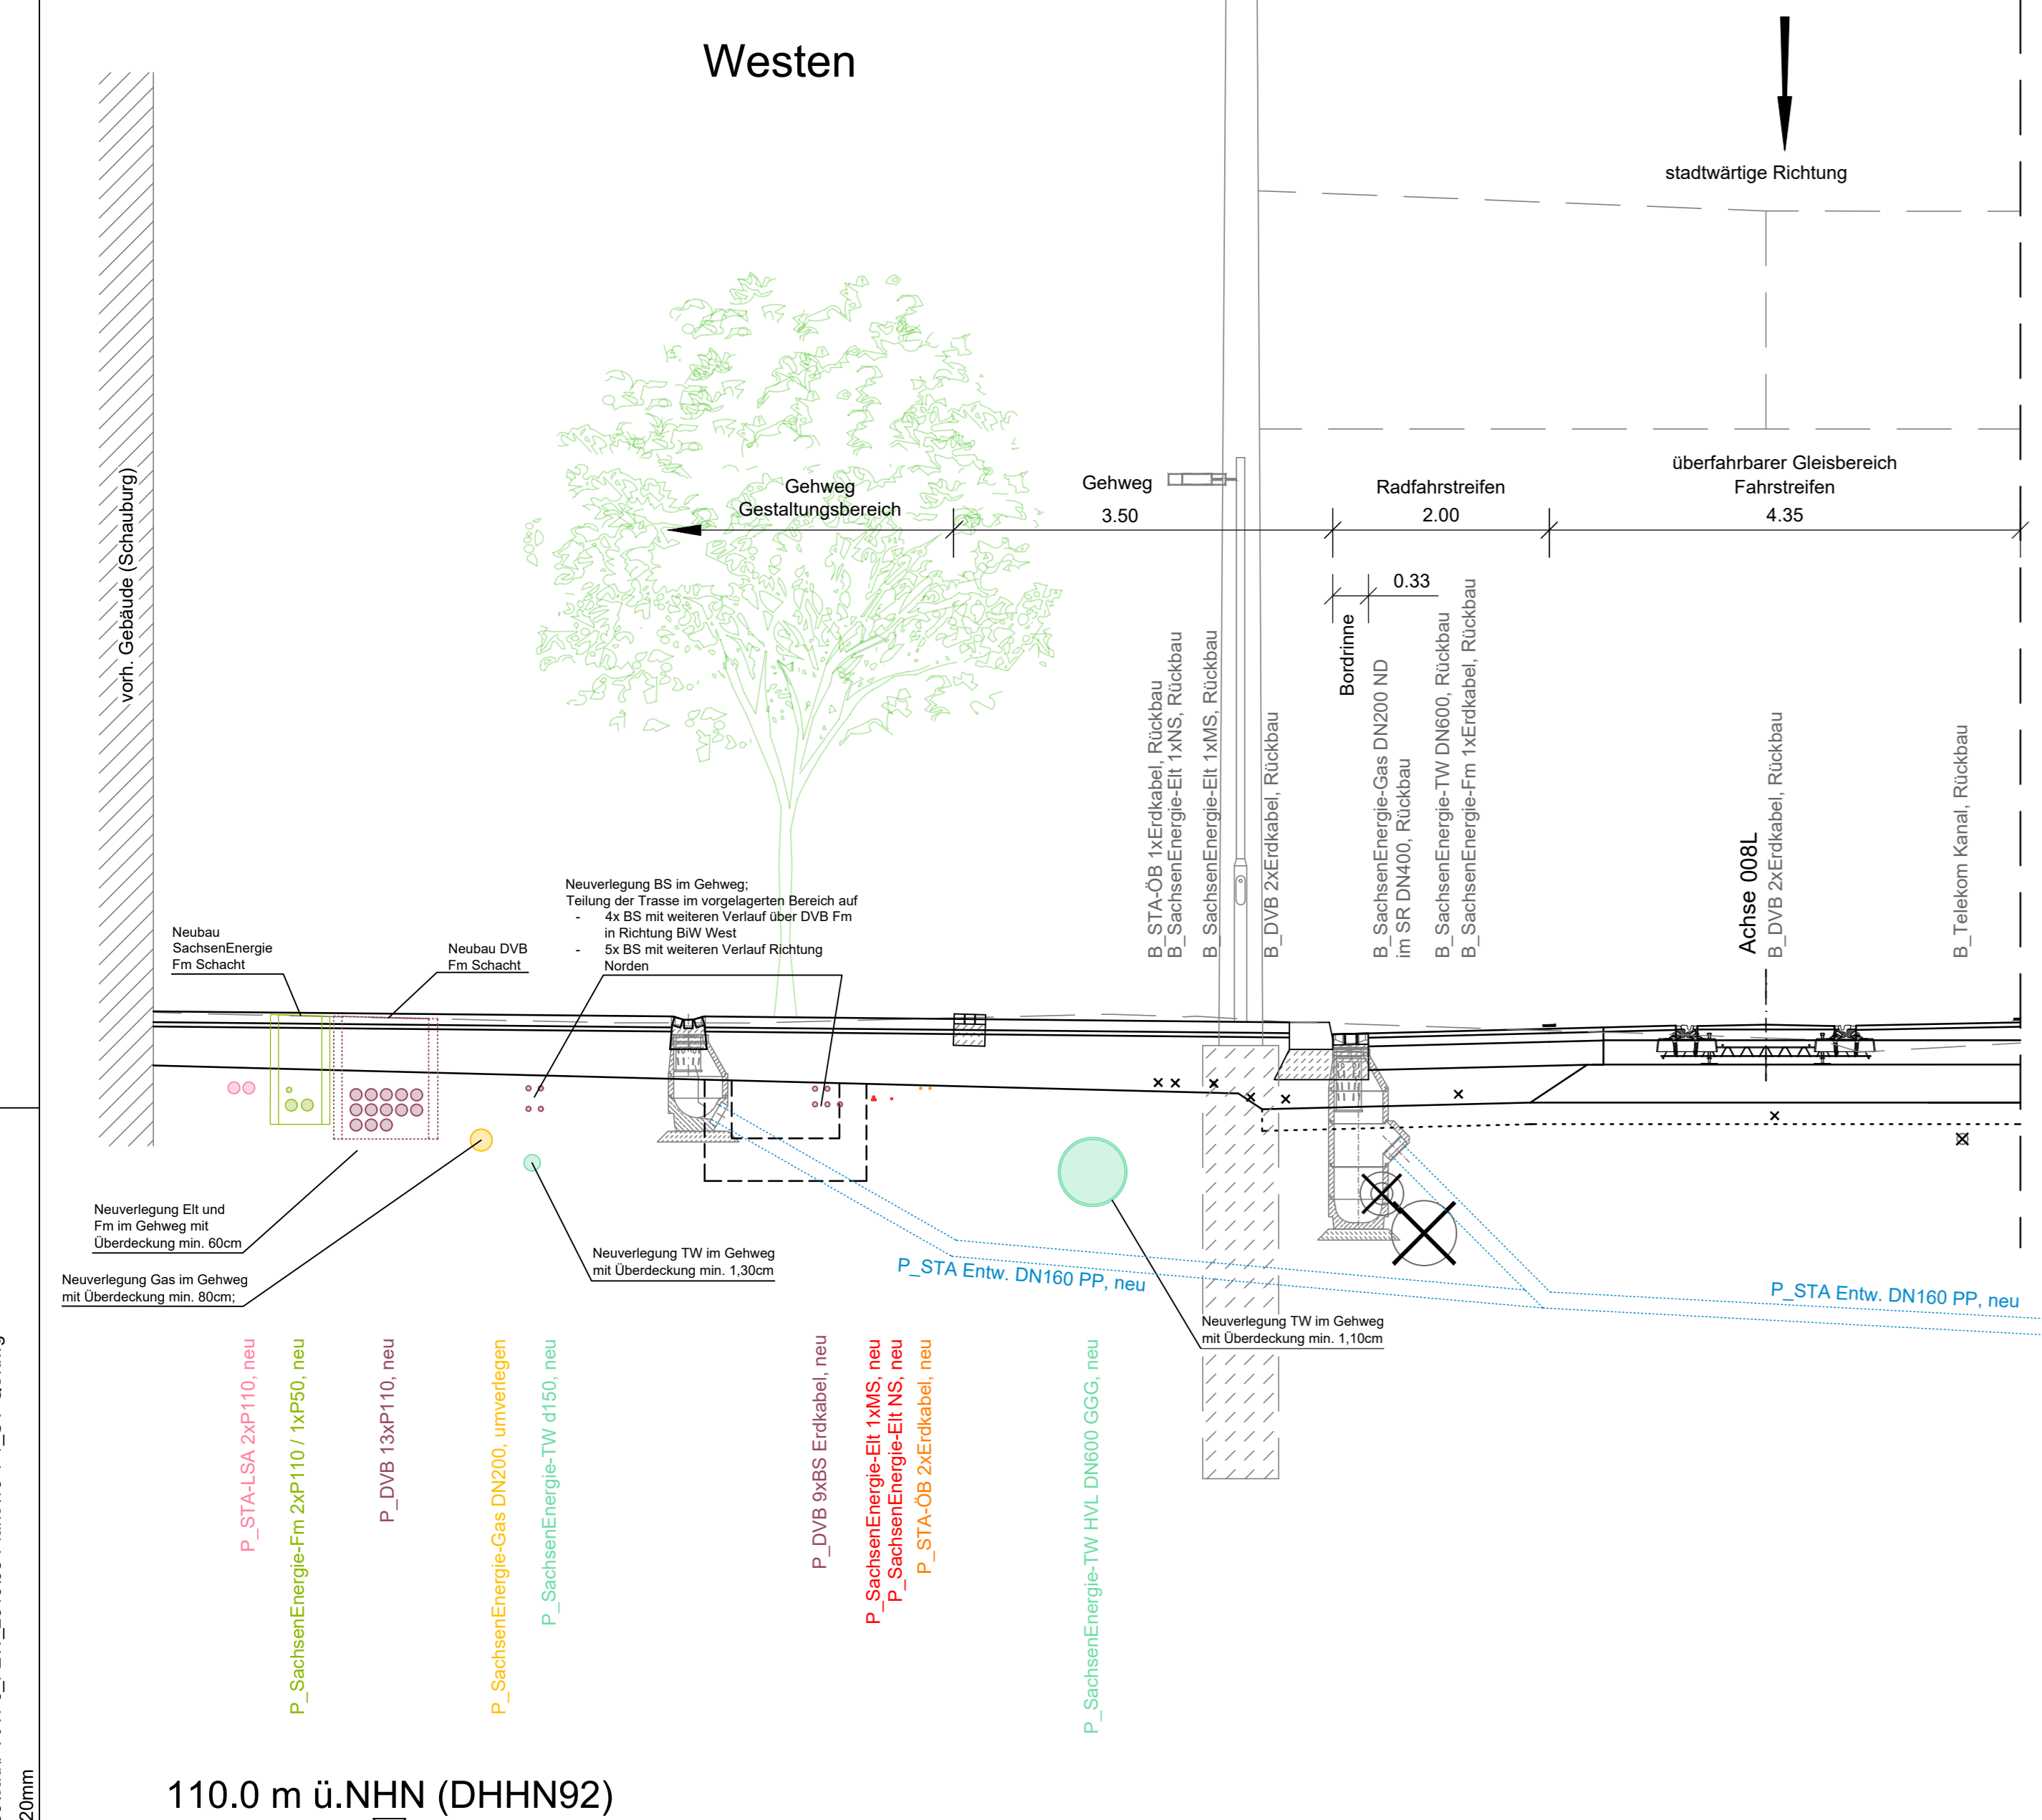 Westen
stadtwärtige Richtung
vorh. Gebäude (Schauburg)
Gehweg
Gestaltungsbereich
Gehweg
3.50
Radfahrstreifen
2.00
überfahrbarer Gleisbereich
Fahrstreifen
4.35
0.33
Bordrinne
B_STA-ÖB 1xErdkabel, Rückbau
B_SachsenEnergie-Elt 1xNS, Rückbau
B_SachsenEnergie-Elt 1xMS, Rückbau
B_DVB 2xErdkabel, Rückbau
B_SachsenEnergie-Gas DN200 ND
im SR DN400, Rückbau
B_SachsenEnergie-TW DN600, Rückbau
B_SachsenEnergie-Fm 1xErdkabel, Rückbau
Achse 008L
B_DVB 2xErdkabel, Rückbau
B_Telekom Kanal, Rückbau
Neubau
SachsenEnergie
Fm Schacht
Neubau DVB
Fm Schacht
Neuverlegung BS im Gehweg;
Teilung der Trasse im vorgelagerten Bereich auf
- 4x BS mit weiteren Verlauf über DVB Fm
in Richtung BiW West
- 5x BS mit weiteren Verlauf Richtung
Norden
Neuverlegung Elt und
Fm im Gehweg mit
Überdeckung min. 60cm
Neuverlegung Gas im Gehweg
mit Überdeckung min. 80cm;
Neuverlegung TW im Gehweg
mit Überdeckung min. 1,30cm
P_STA Entw. DN160 PP, neu
P_STA Entw. DN160 PP, neu
Neuverlegung TW im Gehweg
mit Überdeckung min. 1,10cm
P_STA-LSA 2xP110, neu
P_SachsenEnergie-Fm 2xP110 / 1xP50, neu
P_DVB 13xP110, neu
P_SachsenEnergie-Gas DN200, umverlegen
P_SachsenEnergie-TW d150, neu
P_DVB 9xBS Erdkabel, neu
P_SachsenEnergie-Elt 1xMS, neu
P_SachsenEnergie-Elt NS, neu
P_STA-ÖB 2xErdkabel, neu
P_SachsenEnergie-TW HVL DN600 GGG, neu
110.0 m ü.NHN (DHHN92)
20mm